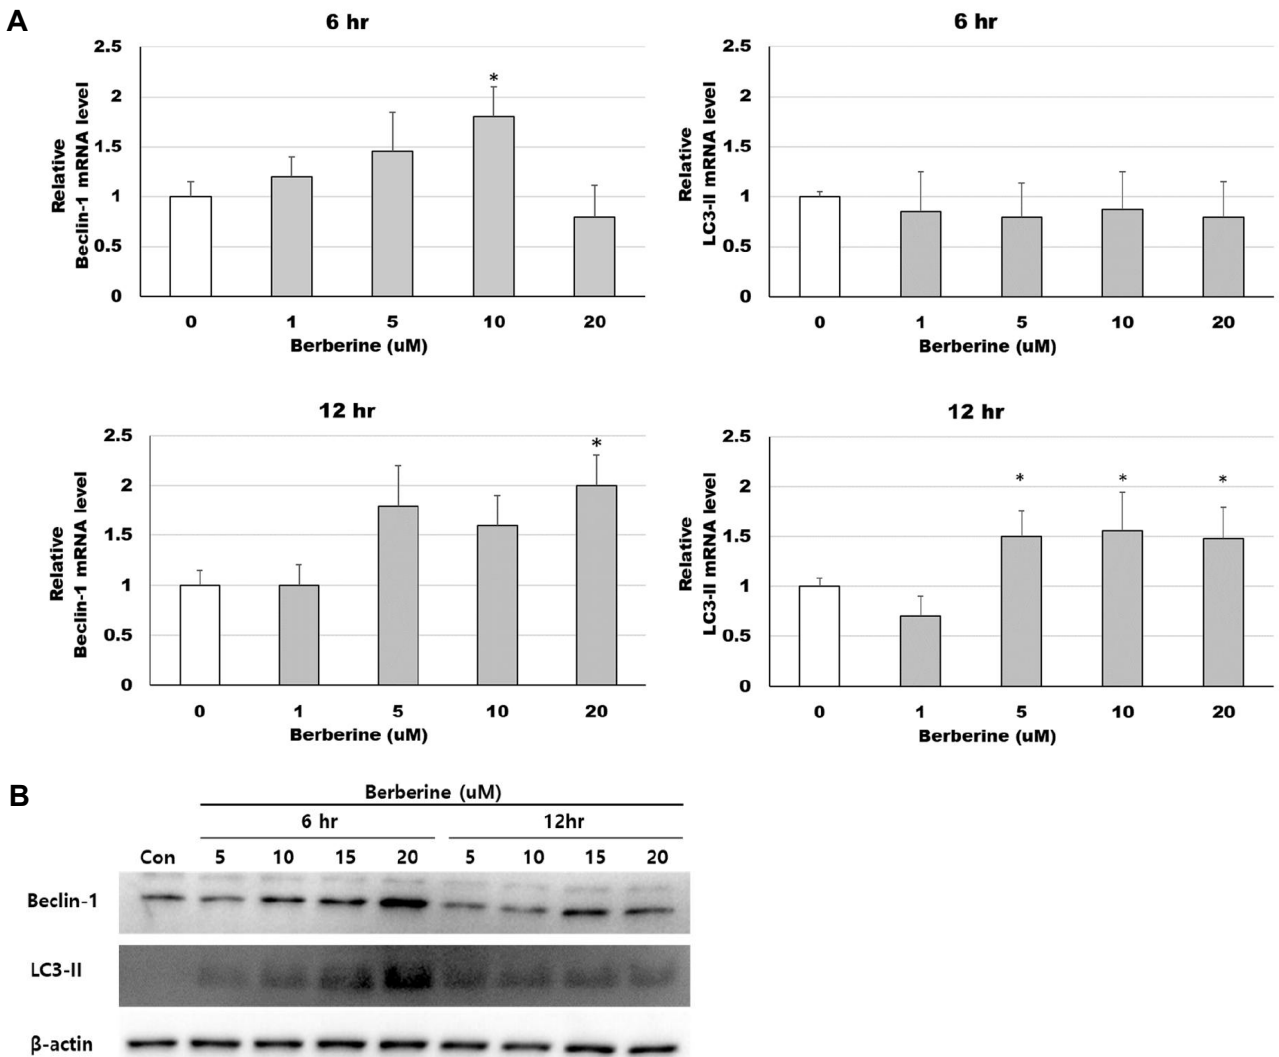 A
6 hr
Relative
Beclin-1 mRNA level
2.5
2
1.5
1
0.5
0
*
0 1 5 10 20
Berberine (uM)
6 hr
Relative
LC3-II mRNA level
2.5
2
1.5
1
0.5
0
0 1 5 10 20
Berberine (uM)
12 hr
Relative
Beclin-1 mRNA level
2.5
2
1.5
1
0.5
0
*
0 1 5 10 20
Berberine (uM)
12 hr
Relative
LC3-II mRNA level
2.5
2
1.5
1
0.5
0
* * *
0 1 5 10 20
Berberine (uM)
B
Berberine (uM)
6 hr 12hr
Con 5 10 15 20 5 10 15 20
Beclin-1
LC3-II
β-actin